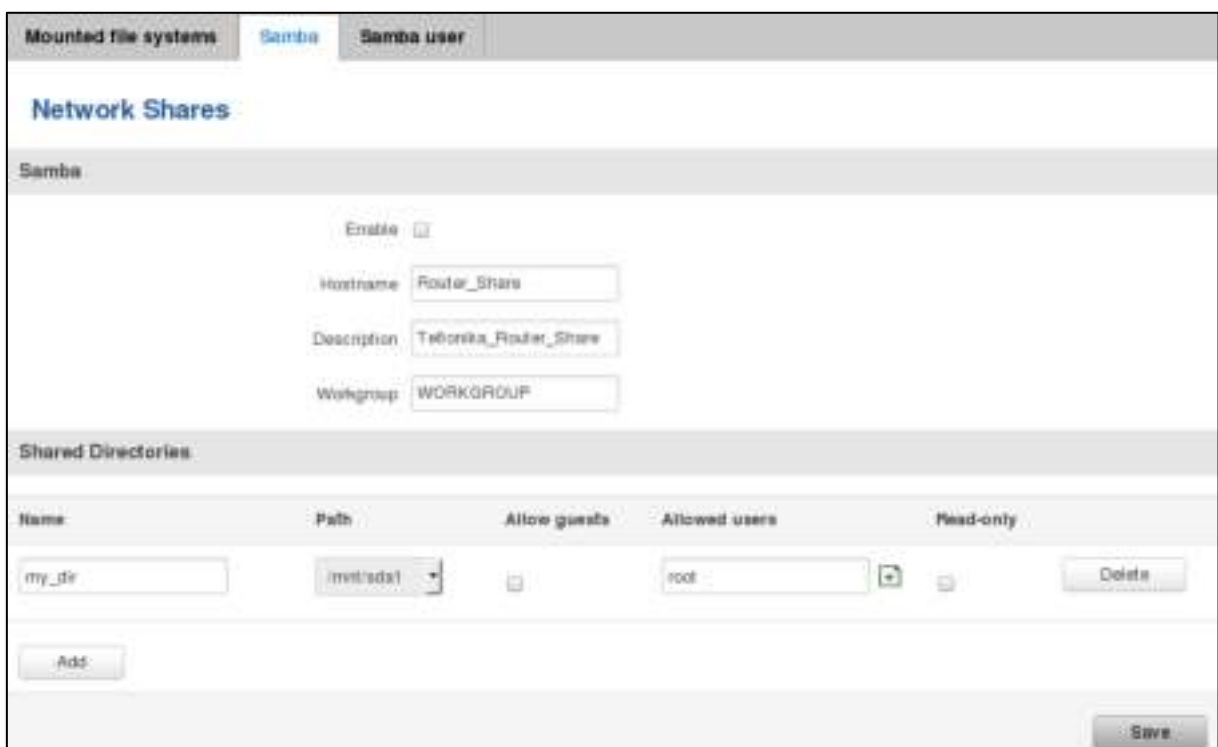 Mounted file systems Samba Samba user
Network Shares
Samba
Enable
Hostname Router_Share
Description Teltonika_Router_Share
Workgroup WORKGROUP
Shared Directories
Name Path Allow guests Allowed users Read-only
my_dir /mnt/sda1 root Delete
Add
Save